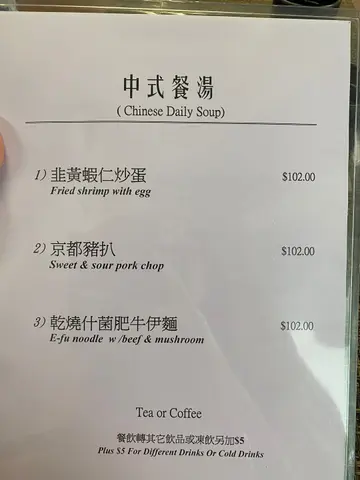 中式餐湯
( Chinese Daily Soup)
1) 韭黃蝦仁炒蛋 $102.00
Fried shrimp with egg
2) 京都豬扒 $102.00
Sweet & sour pork chop
3) 乾燒什菌肥牛伊麵 $102.00
E-fu noodle w /beef & mushroom
Tea or Coffee
餐飲轉其它飲品或凍飲另加$5
Plus $5 For Different Drinks Or Cold Drinks